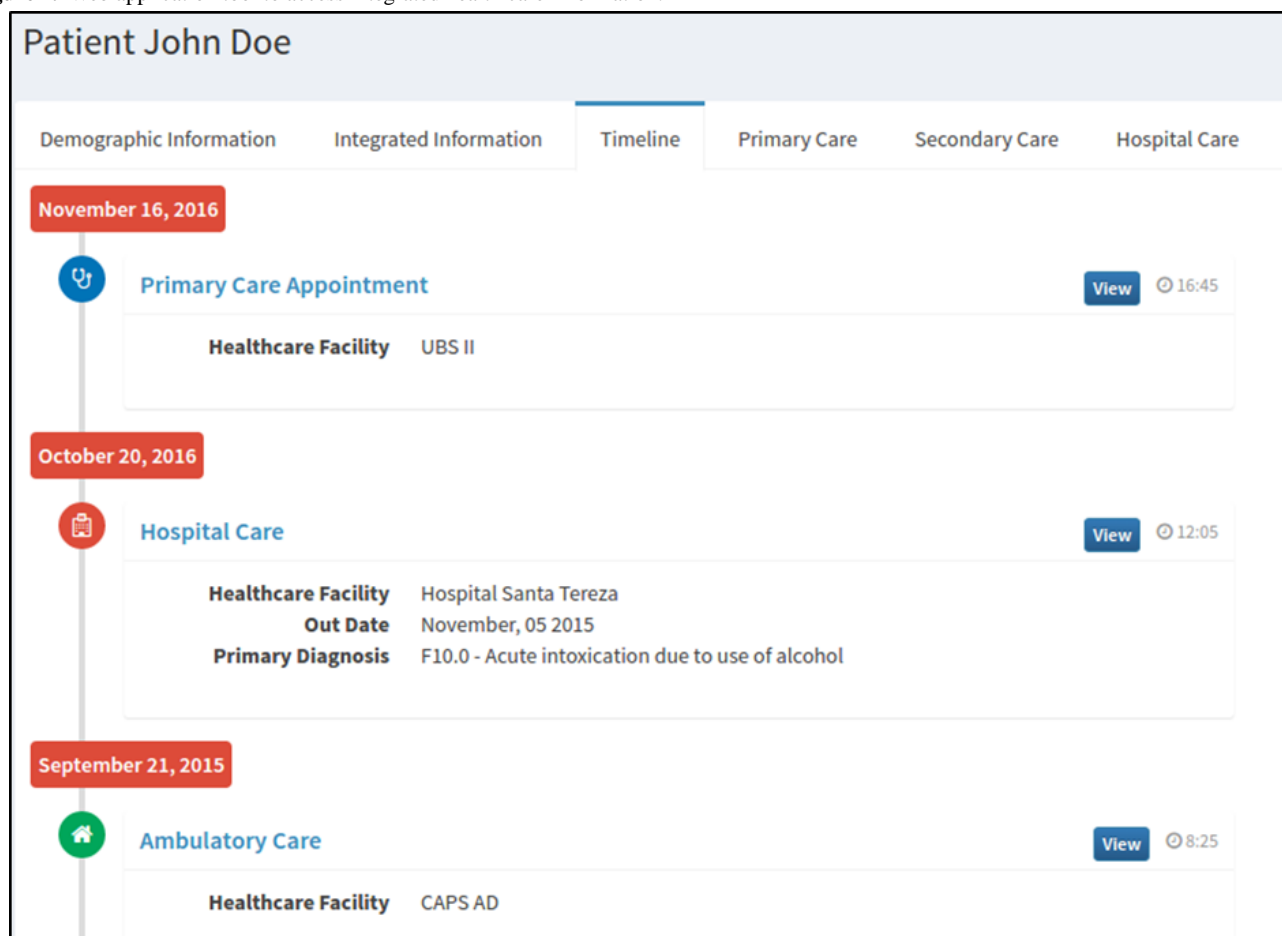 Patient John Doe
Demographic Information Integrated Information Timeline Primary Care Secondary Care Hospital Care
November 16, 2016
Primary Care Appointment View 16:45
Healthcare Facility UBS II
October 20, 2016
Hospital Care View 12:05
Healthcare Facility Hospital Santa Tereza
Out Date November, 05 2015
Primary Diagnosis F10.0 - Acute intoxication due to use of alcohol
September 21, 2015
Ambulatory Care View 8:25
Healthcare Facility CAPS AD